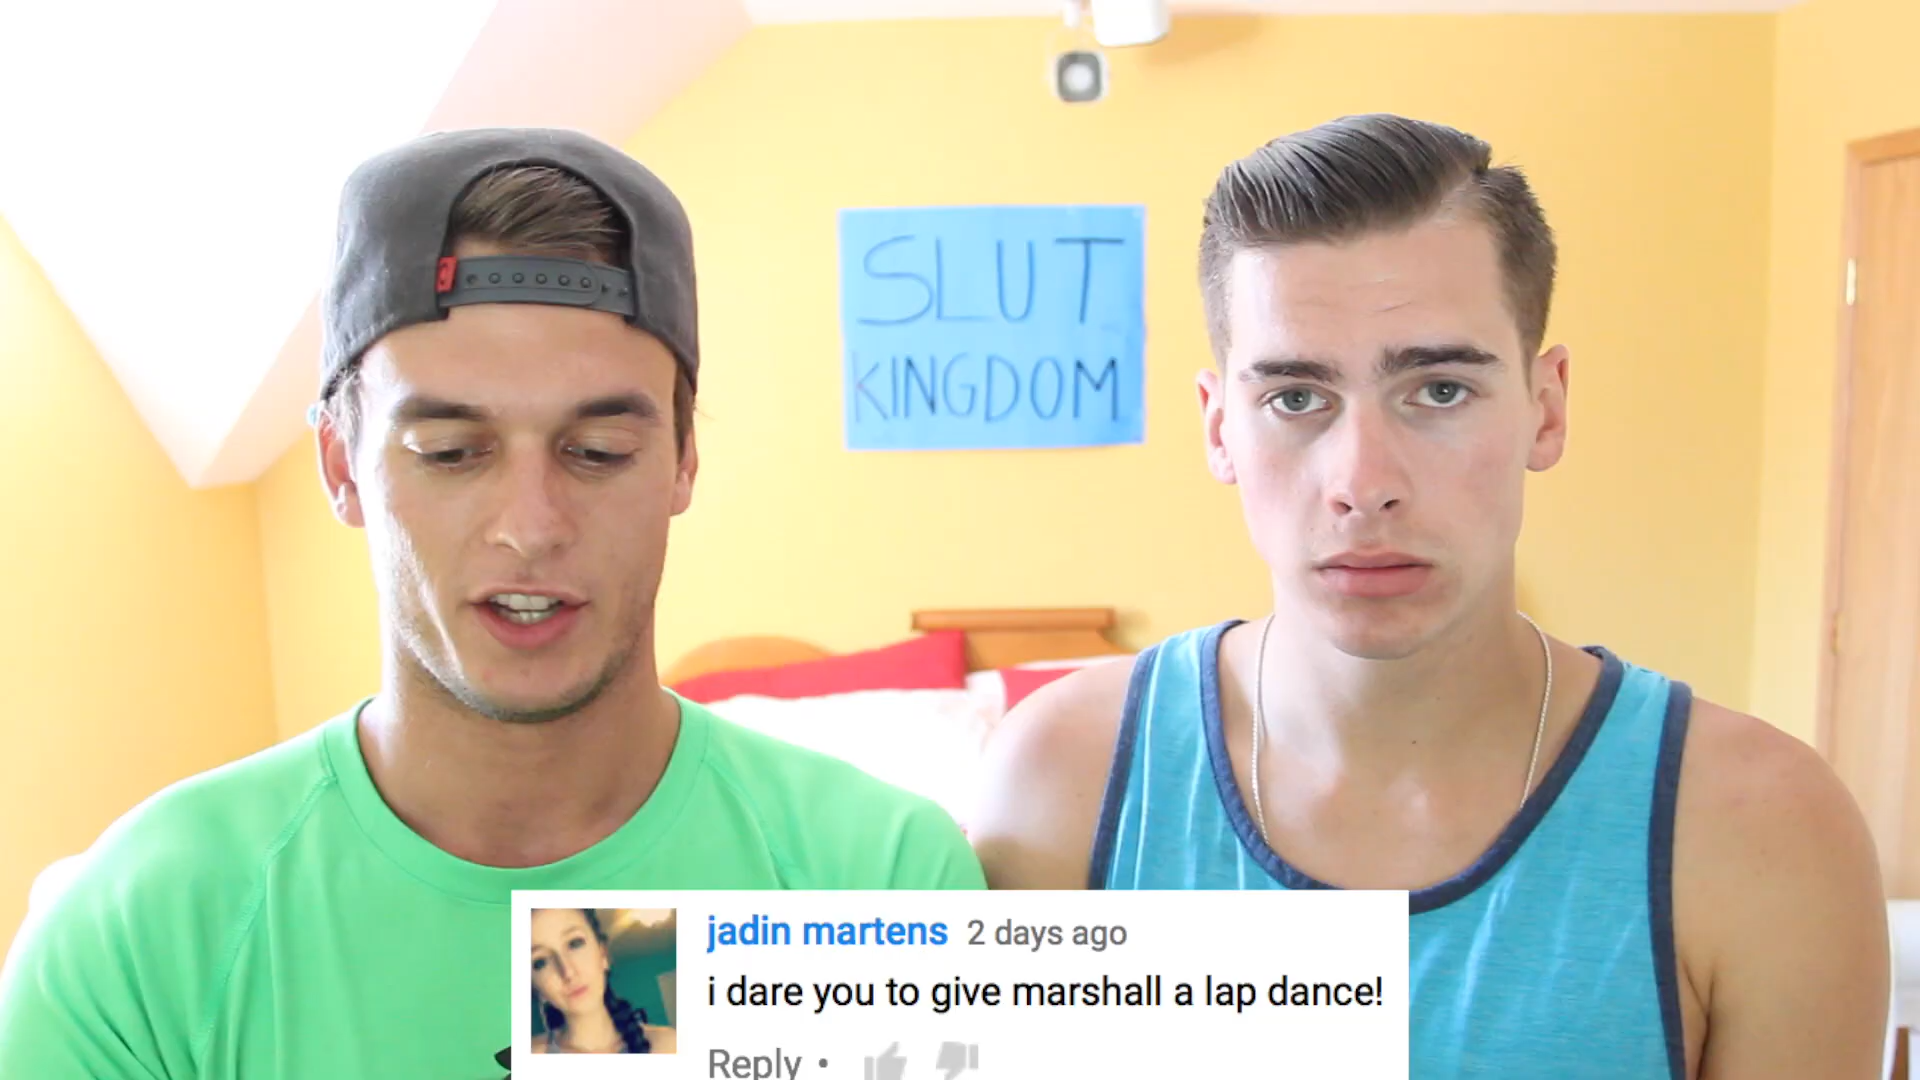 SLUT
KINGDOM
jadin martens 2 days ago
i dare you to give marshall a lap dance!
Reply •